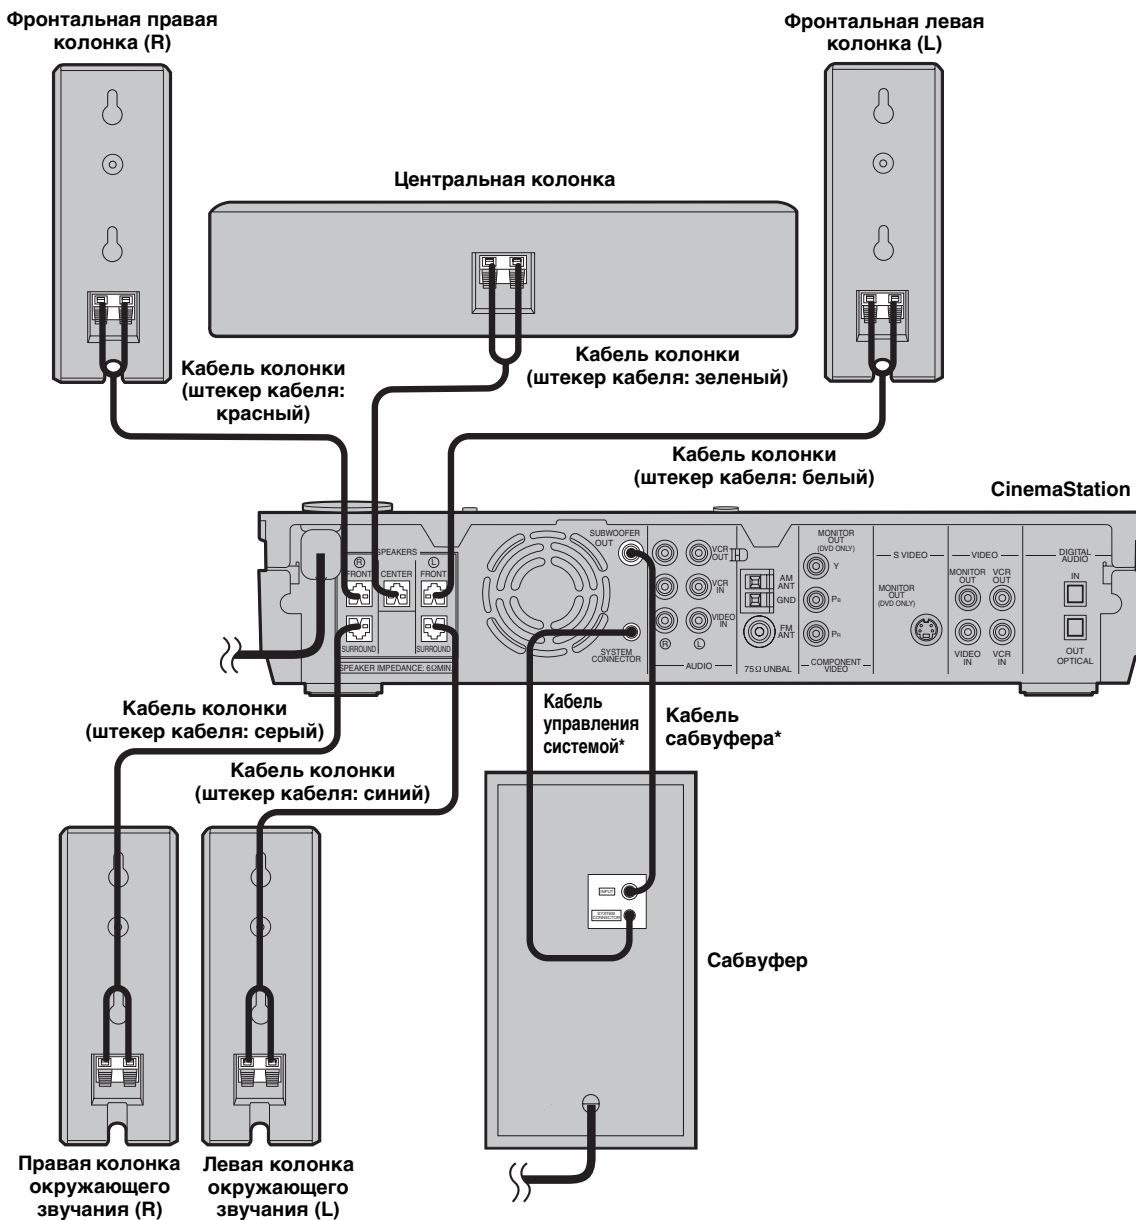 Фронтальная правая
колонка (R)
Фронтальная левая
колонка (L)
Центральная колонка
Кабель колонки
(штекер кабеля:
красный)
Кабель колонки
(штекер кабеля: зеленый)
Кабель колонки
(штекер кабеля: белый)
CinemaStation
SPEAKERS
R
FRONT
CENTER
L
FRONT
SURROUND
SURROUND
SPEAKER IMPEDANCE: 6ΩMIN.
SUBWOOFER
OUT
SYSTEM
CONNECTOR
VCR
OUT
VCR
IN
VIDEO
IN
R
L
AUDIO
AM
ANT
GND
FM
ANT
75Ω UNBAL
MONITOR
OUT
(DVD ONLY)
Y
PB
PR
COMPONENT
VIDEO
S VIDEO
MONITOR
OUT
(DVD ONLY)
VIDEO
MONITOR
OUT
VCR
OUT
VIDEO
IN
VCR
IN
DIGITAL
AUDIO
IN
OUT
OPTICAL
Кабель колонки
(штекер кабеля: серый)
Кабель колонки
(штекер кабеля: синий)
Кабель
управления
системой*
Кабель
сабвуфера*
INPUT
SYSTEM
CONNECTOR
Сабвуфер
Правая колонка
окружающего
звучания (R)
Левая колонка
окружающего
звучания (L)